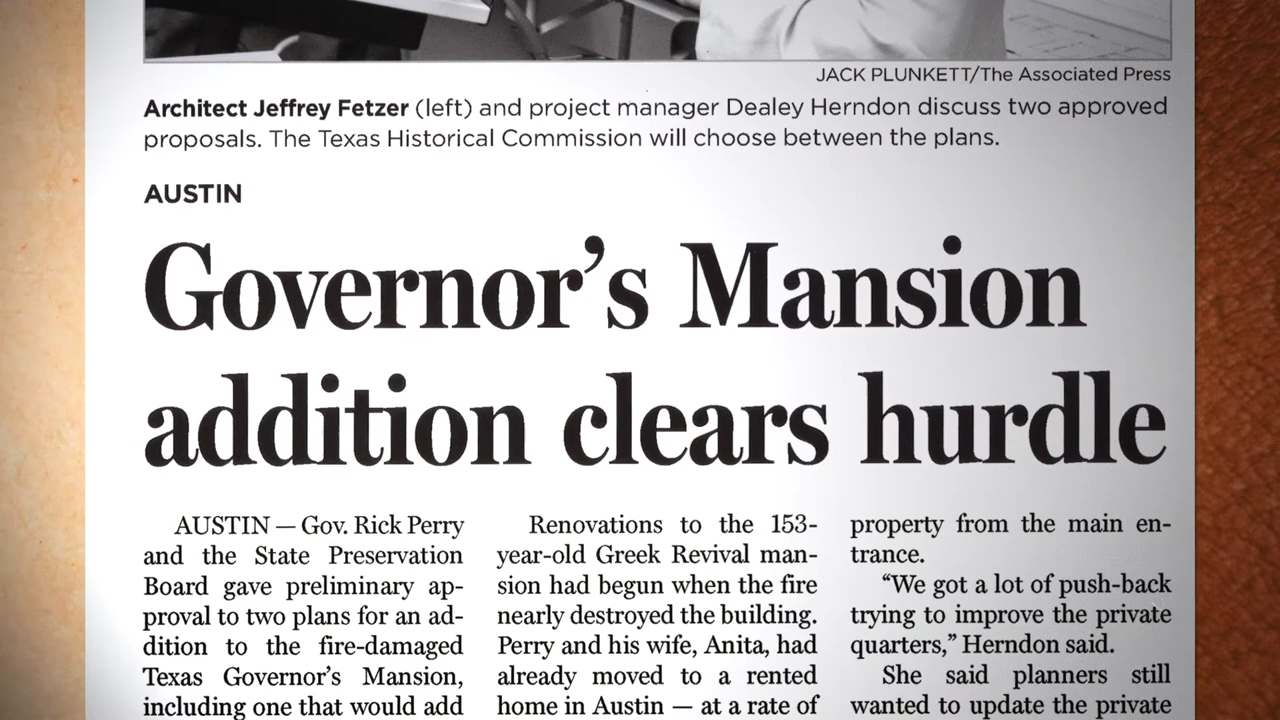 JACK PLUNKETT/The Associated Press
Architect Jeffrey Fetzer (left) and project manager Dealey Herndon discuss two approved
proposals. The Texas Historical Commission will choose between the plans.
AUSTIN
Governor’s Mansion
addition clears hurdle
AUSTIN — Gov. Rick Perry
and the State Preservation
Board gave preliminary ap-
proval to two plans for an ad-
dition to the fire-damaged
Texas Governor’s Mansion,
including one that would add
Renovations to the 153-
year-old Greek Revival man-
sion had begun when the fire
nearly destroyed the building.
Perry and his wife, Anita, had
already moved to a rented
home in Austin — at a rate of
property from the main en-
trance.
“We got a lot of push-back
trying to improve the private
quarters,” Herndon said.
She said planners still
wanted to update the private